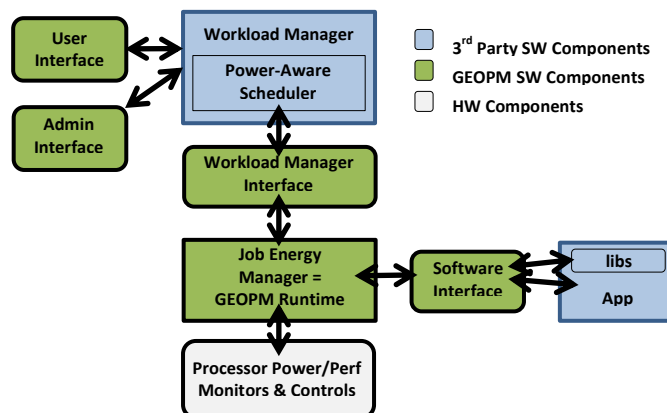 User
Interface
Admin
Interface
Workload Manager
Power-Aware
Scheduler
3rd Party SW Components
GEOPM SW Components
HW Components
Workload Manager
Interface
Job Energy
Manager =
GEOPM Runtime
Software
Interface
libs
App
Processor Power/Perf
Monitors & Controls